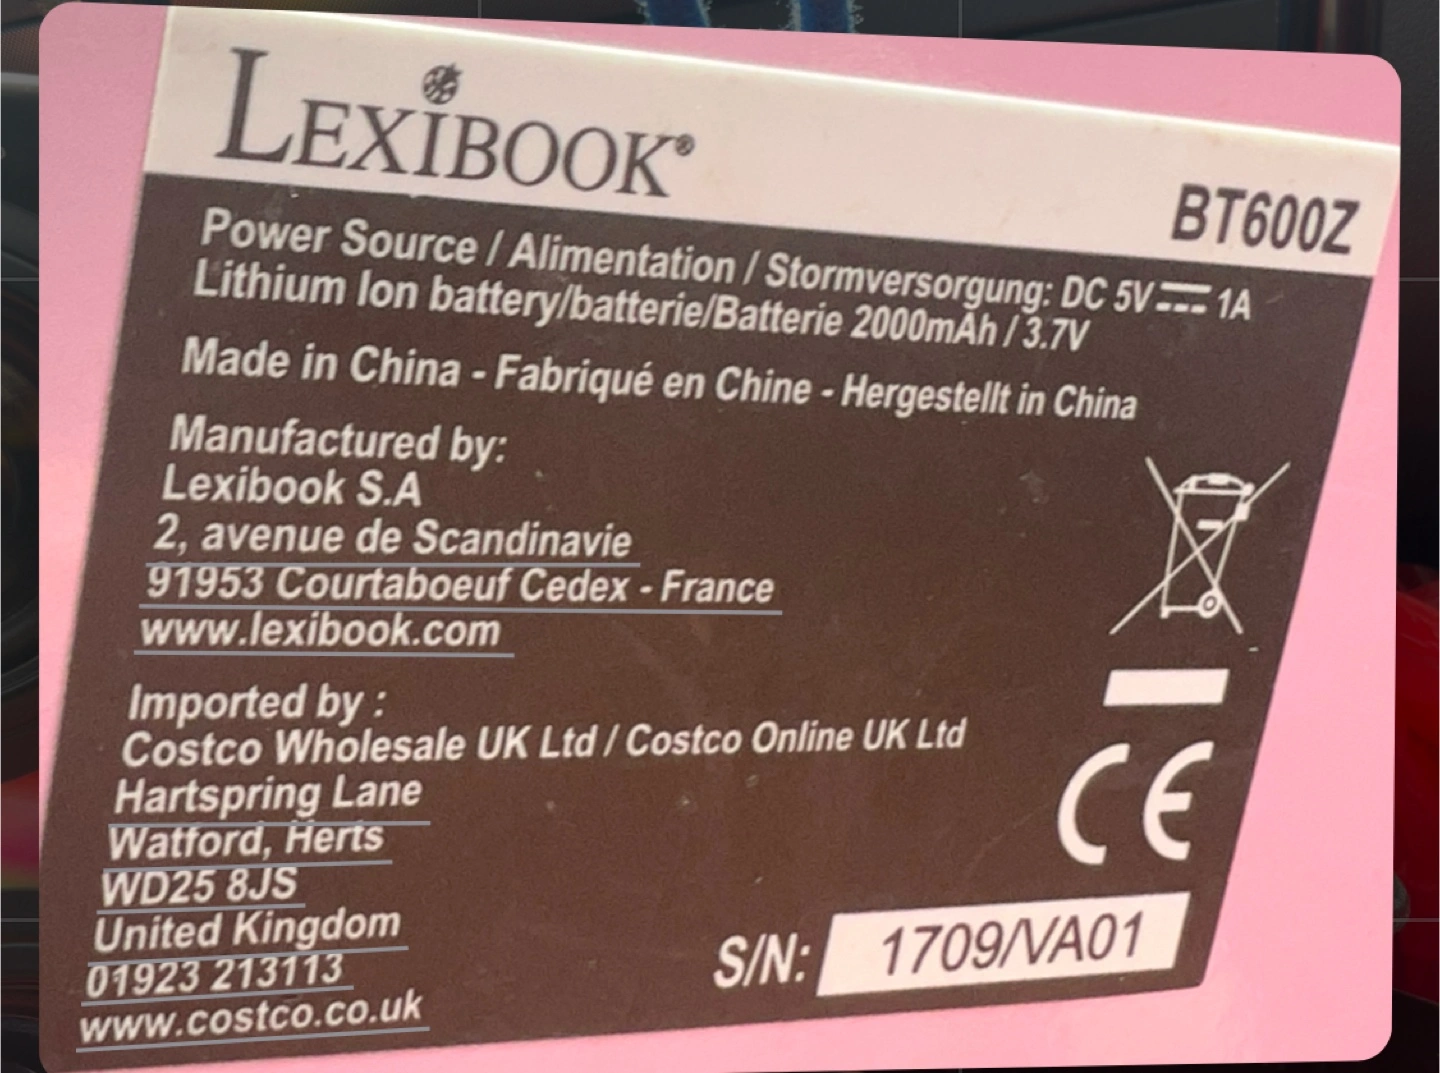 LEXIBOOK®
BT600Z
Power Source / Alimentation / Stormversorgung: DC 5V⎓ 1A
Lithium Ion battery/batterie/Batterie 2000mAh / 3.7V
Made in China - Fabriqué en Chine - Hergestellt in China
Manufactured by:
Lexibook S.A
2, avenue de Scandinavie
91953 Courtaboeuf Cedex - France
www.lexibook.com
Imported by :
Costco Wholesale UK Ltd / Costco Online UK Ltd
Hartspring Lane
Watford, Herts
WD25 8JS
United Kingdom
01923 213113
www.costco.co.uk
CE
S/N: 1709/VA01